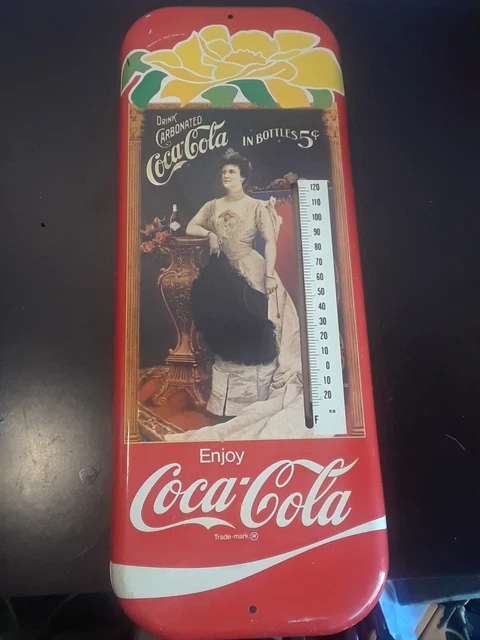 DRINK
CARBONATED
Coca-Cola
IN BOTTLES 5¢
120
110
100
90
80
70
60
50
40
30
20
10
0
10
20
F
Enjoy
Coca-Cola
Trade-mark ®